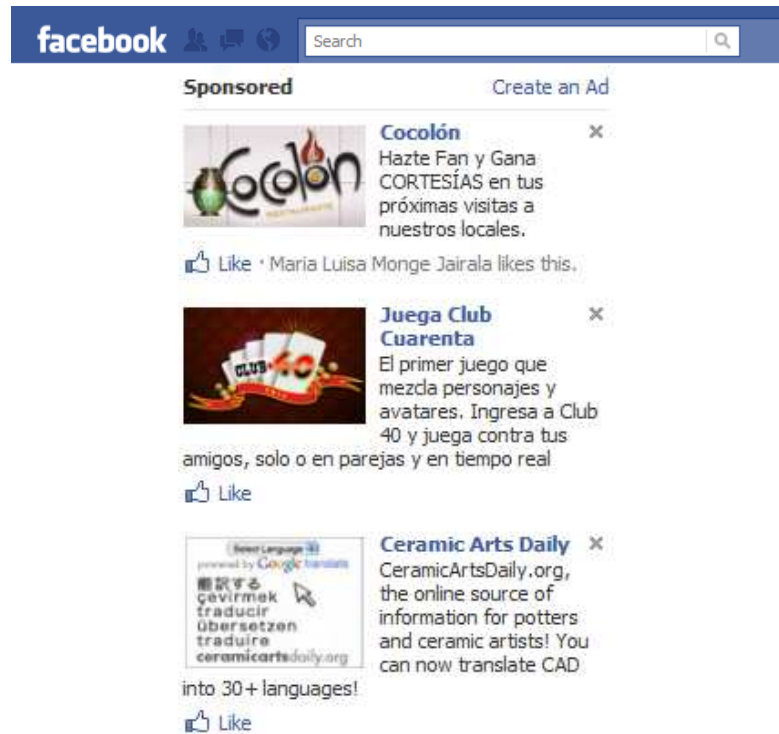 facebook
Search
Sponsored
Create an Ad
Cocolón
RESTAURANTE
Cocolón
Hazte Fan y Gana
CORTESÍAS en tus
próximas visitas a
nuestros locales.
Like · Maria Luisa Monge Jairala likes this.
CLUB 40
Juega Club
Cuarenta
El primer juego que
mezcla personajes y
avatares. Ingresa a Club
40 y juega contra tus
amigos, solo o en parejas y en tiempo real
Like
Select Language
powered by Google translate
翻訳する
çevirmek
traducir
übersetzen
traduire
ceramicartsdaily.org
Ceramic Arts Daily
CeramicArtsDaily.org,
the online source of
information for potters
and ceramic artists! You
can now translate CAD
into 30+ languages!
Like